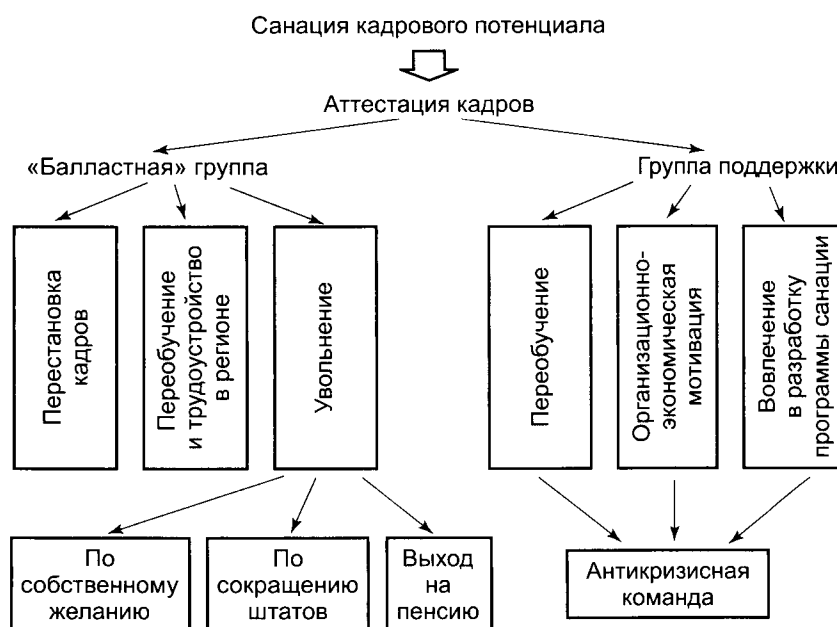 Санация кадрового потенциала
Аттестация кадров
«Балластная» группа
Группа поддержки
Перестановка
кадров
Переобучение
и трудоустройство
в регионе
Увольнение
Переобучение
Организационно-
экономическая
мотивация
Вовлечение
в разработку
программы санации
По
собственному
желанию
По
сокращению
штатов
Выход
на
пенсию
Антикризисная
команда